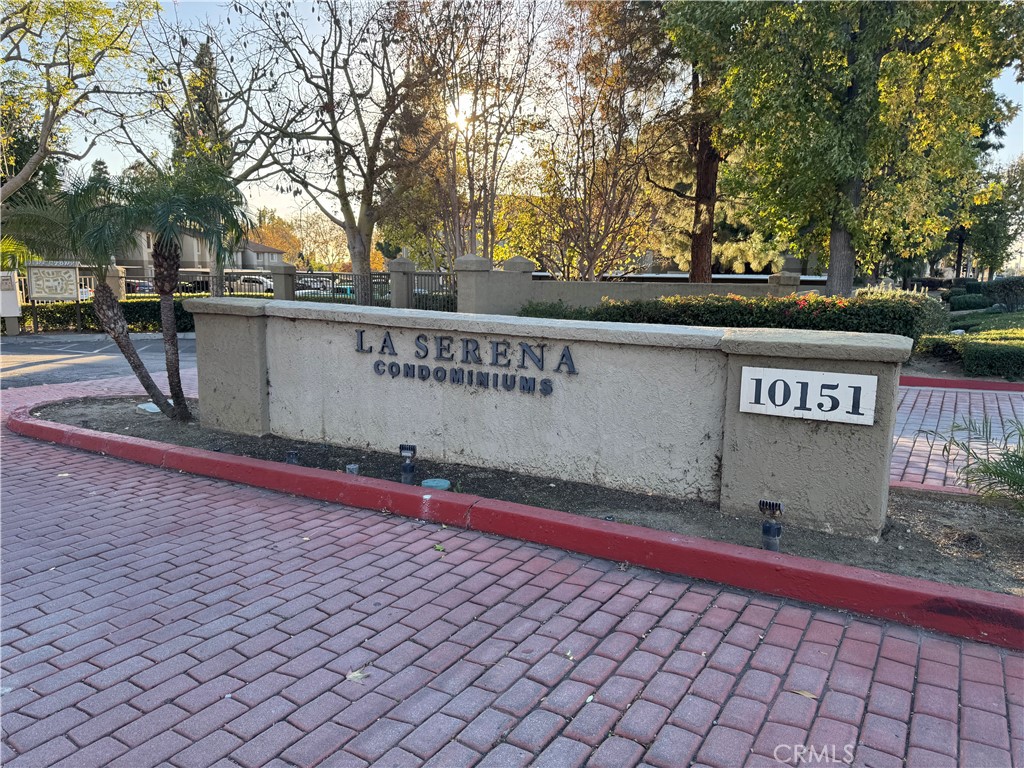 LA SERENA
CONDOMINIUMS
10151
CRMLS